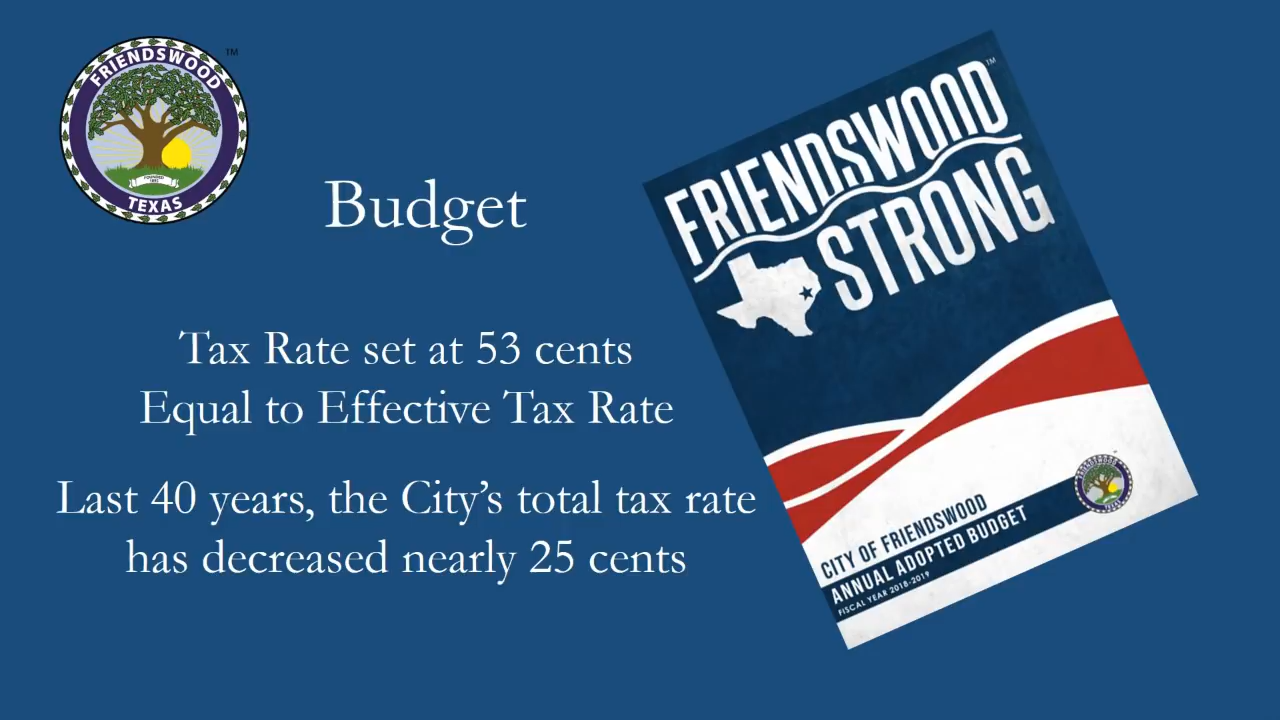 FRIENDSWOOD
TEXAS
TM
Budget
Tax Rate set at 53 cents
Equal to Effective Tax Rate
Last 40 years, the City's total tax rate
has decreased nearly 25 cents
FRIENDSWOOD
TM
STRONG
CITY OF FRIENDSWOOD
ANNUAL ADOPTED BUDGET
FISCAL YEAR 2018-2019